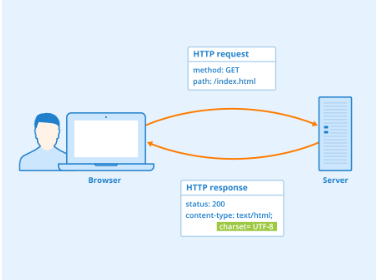 HTTP request
method: GET
path: /index.html
Browser
Server
HTTP response
status: 200
content-type: text/html;
charset= UTF-8